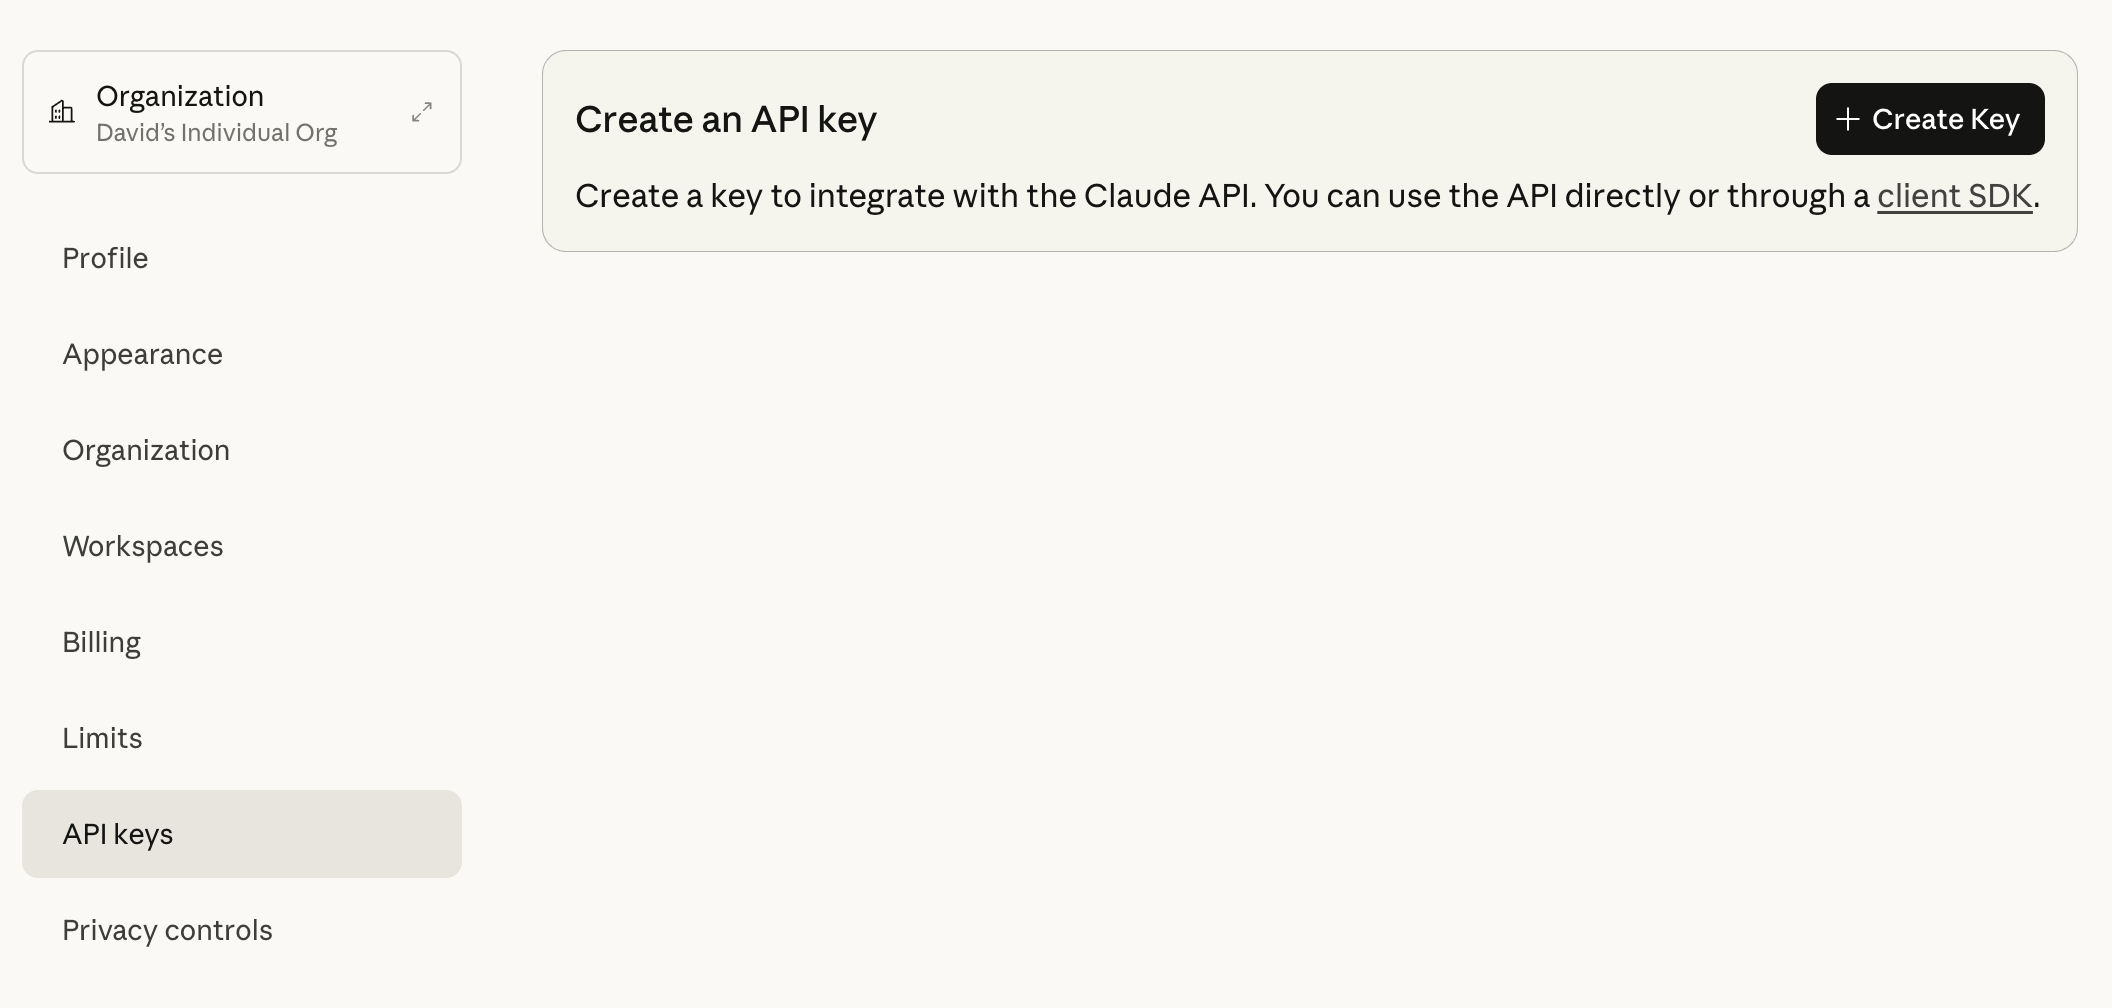 Organization
David’s Individual Org
Profile
Appearance
Organization
Workspaces
Billing
Limits
API keys
Privacy controls
Create an API key
Create Key
Create a key to integrate with the Claude API. You can use the API directly or through a client SDK.